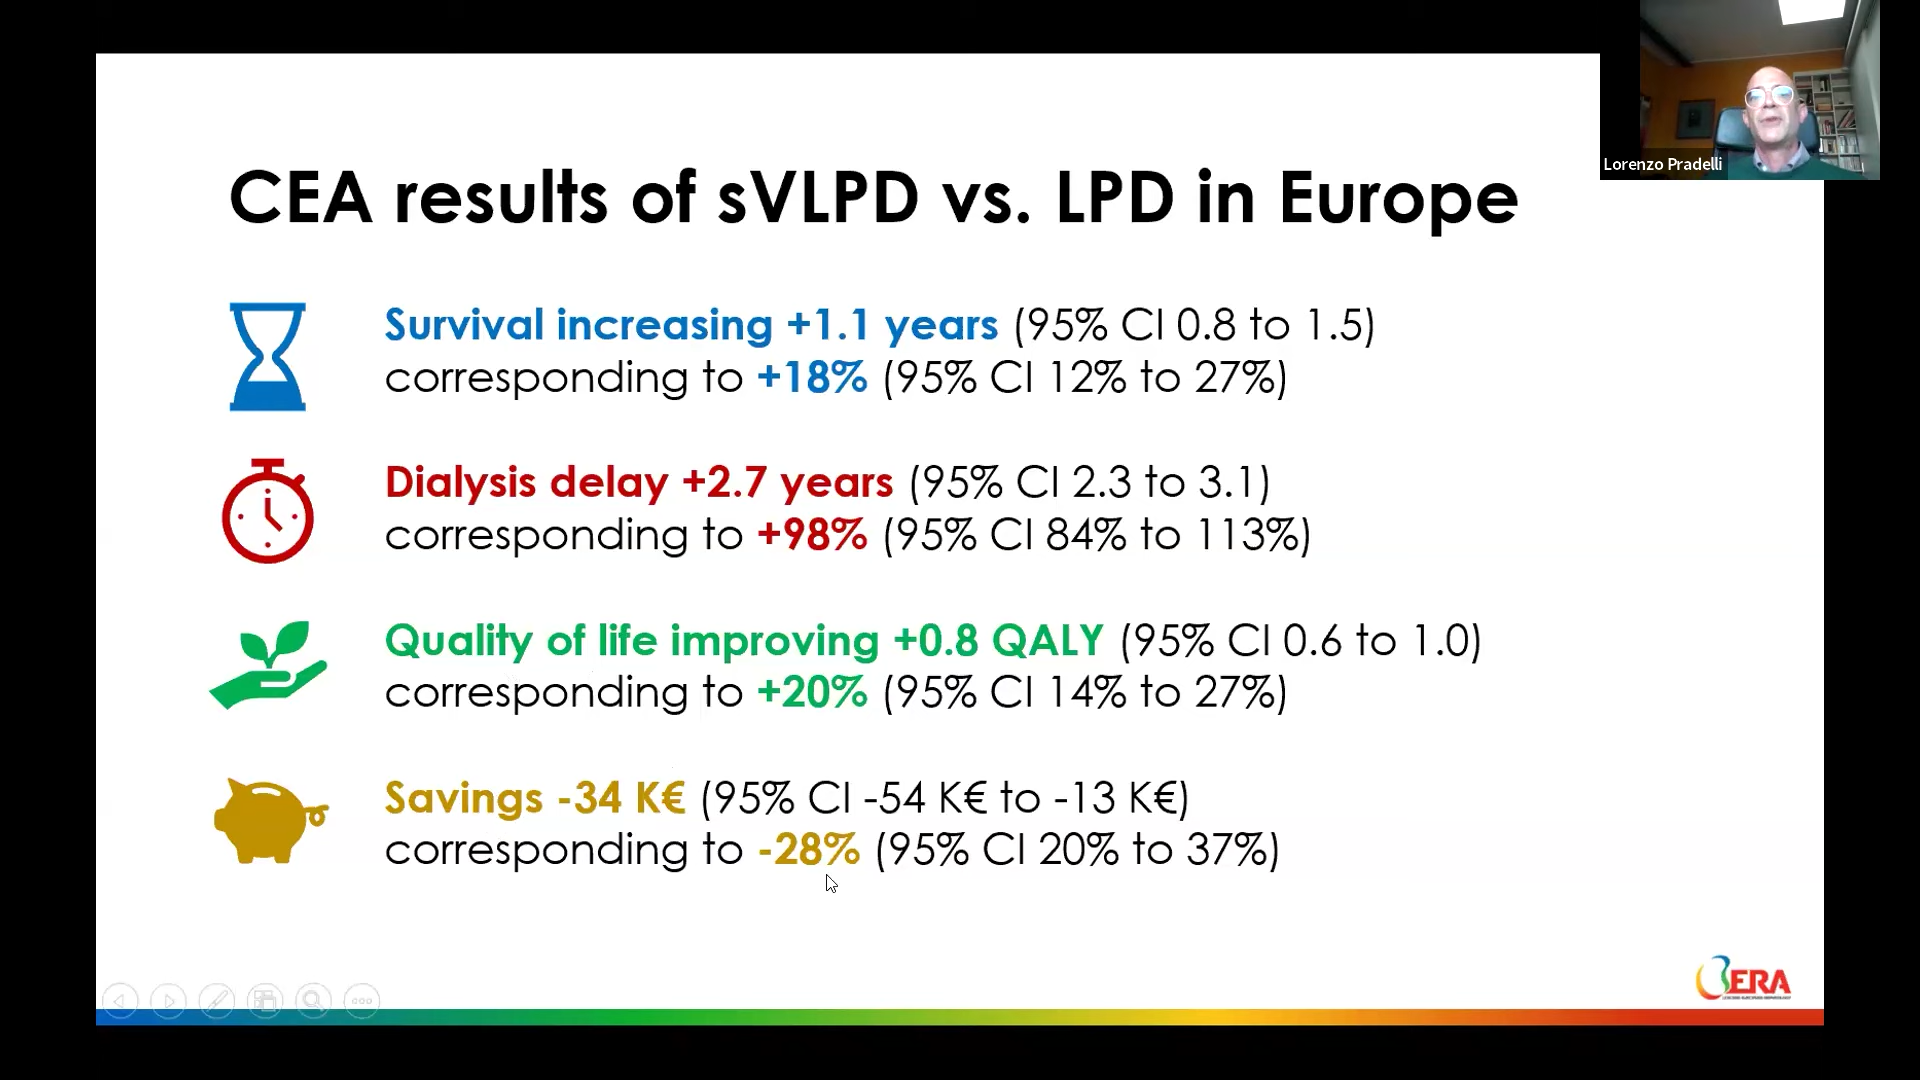 Lorenzo Pradelli
CEA results of sVLPD vs. LPD in Europe
Survival increasing +1.1 years (95% CI 0.8 to 1.5)
corresponding to +18% (95% CI 12% to 27%)
Dialysis delay +2.7 years (95% CI 2.3 to 3.1)
corresponding to +98% (95% CI 84% to 113%)
Quality of life improving +0.8 QALY (95% CI 0.6 to 1.0)
corresponding to +20% (95% CI 14% to 27%)
Savings -34 K€ (95% CI -54 K€ to -13 K€)
corresponding to -28% (95% CI 20% to 37%)
ERA